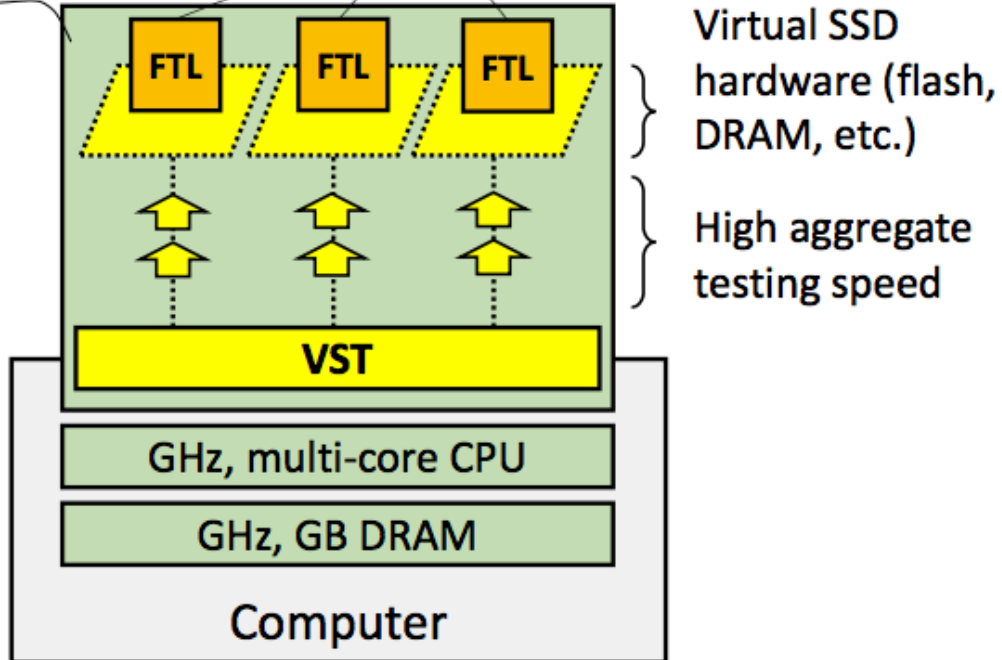 FTL
FTL
FTL
Virtual SSD
hardware (flash,
DRAM, etc.)
High aggregate
testing speed
VST
GHz, multi-core CPU
GHz, GB DRAM
Computer